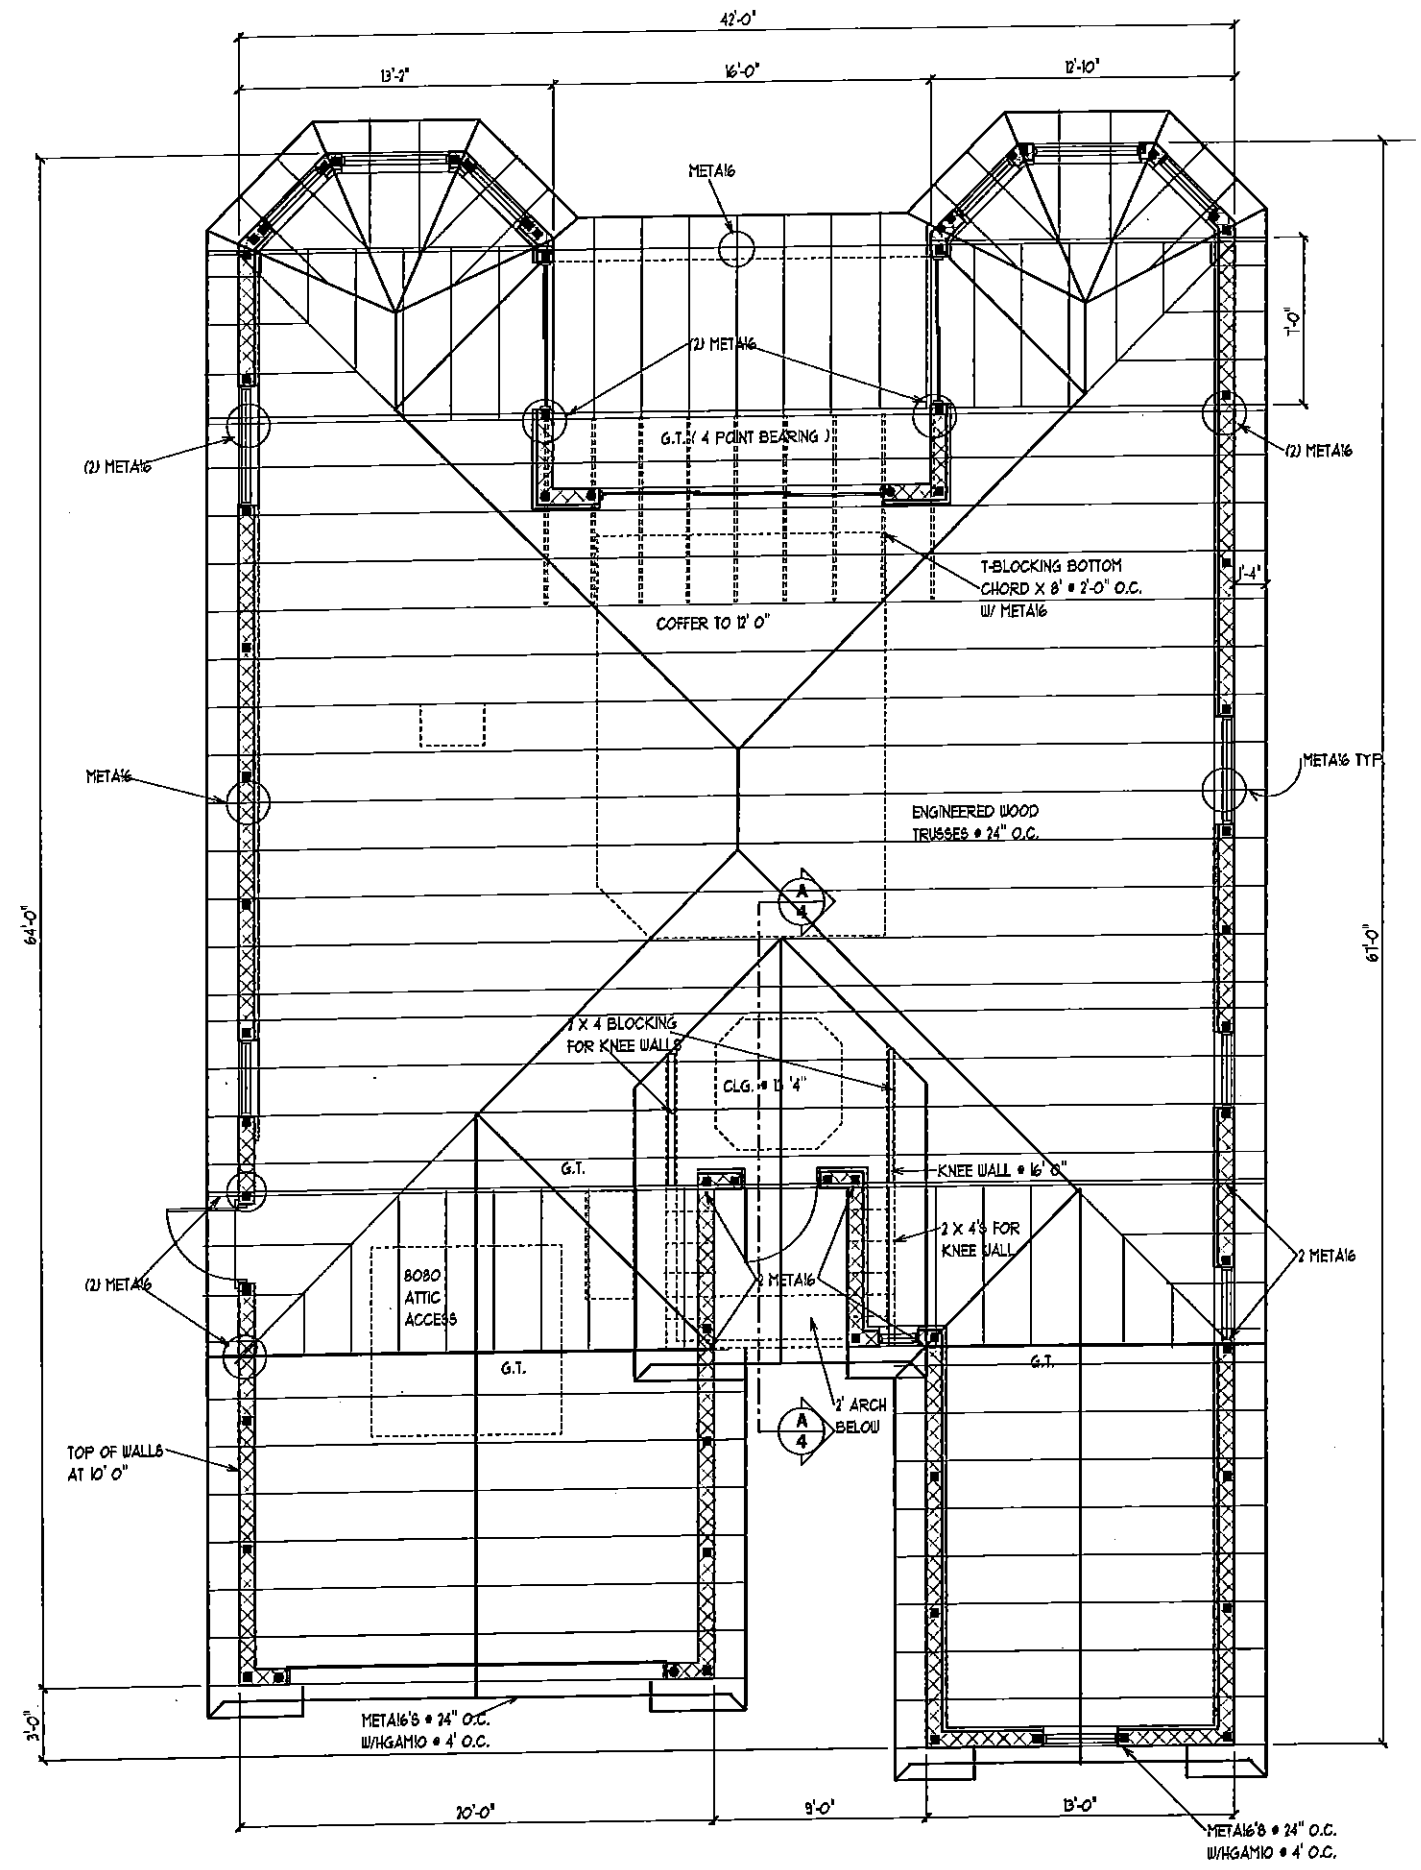 42'-0"
13'-2"
16'-0"
12'-10"
META16
7'-0"
(2) META16
G.T. ( 4 POINT BEARING )
(2) META16
(2) META16
T-BLOCKING BOTTOM
CHORD X 8' @ 2'-0" O.C.
W/ META16
1'-4"
COFFER TO 12' 0"
META16
META16 TYP.
ENGINEERED WOOD
TRUSSES @ 24" O.C.
A
4
64'-0"
67'-0"
2 X 4 BLOCKING
FOR KNEE WALLS
CLG. @
G.T.
KNEE WALL @ 16' 0"
2 X 4'S FOR
KNEE WALL
8080
ATTIC
ACCESS
(2) META16
2 META16
2 META16
G.T.
G.T.
2' ARCH
BELOW
A
4
TOP OF WALLS
AT 10' 0"
3'-0"
META16'S @ 24" O.C.
W/HGAM10 @ 4' O.C.
20'-0"
9'-0"
13'-0"
META16'S @ 24" O.C.
W/HGAM10 @ 4' O.C.